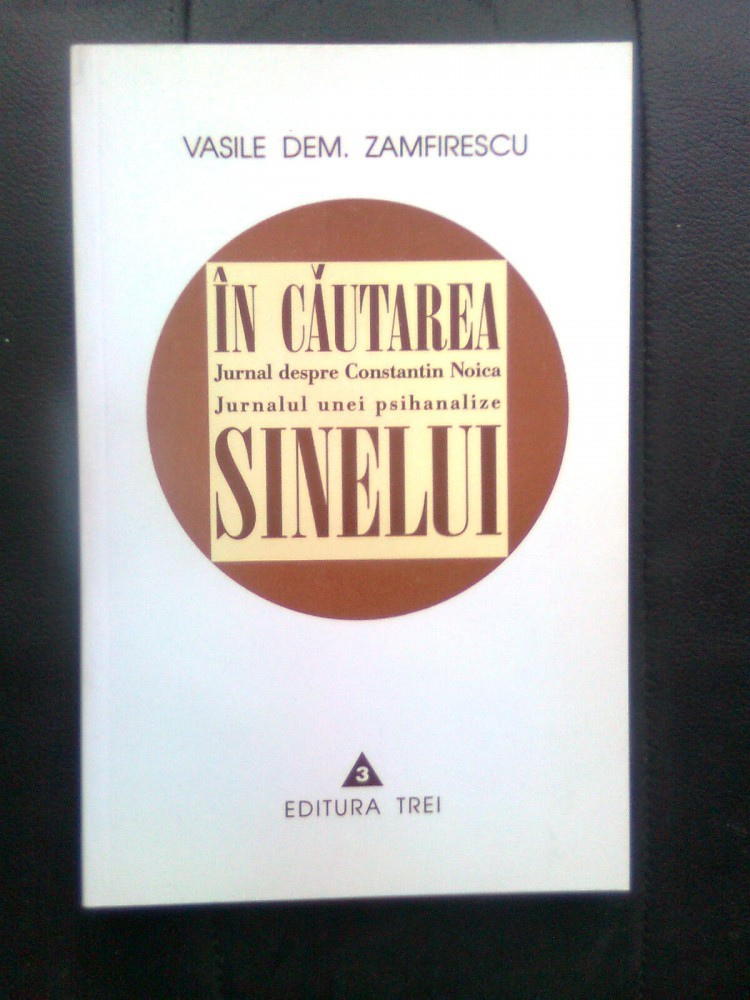 VASILE DEM. ZAMFIRESCU
ÎN CĂUTAREA
Jurnal despre Constantin Noica
Jurnalul unei psihanalize
SINELUI
3
EDITURA TREI